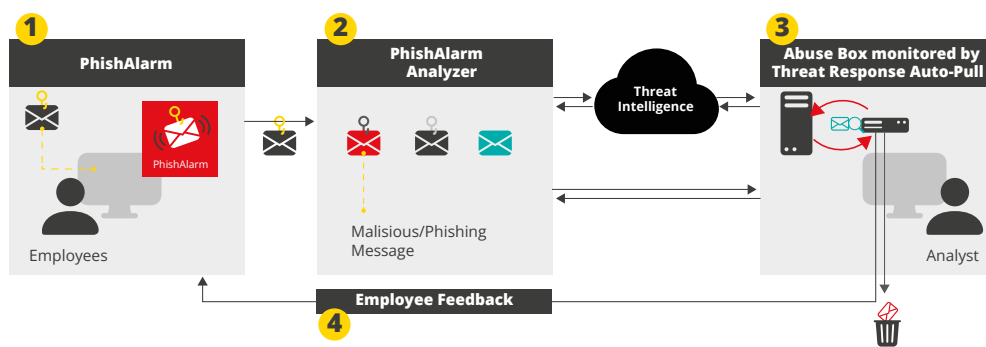 1
PhishAlarm
PhishAlarm
Employees
2
PhishAlarm
Analyzer
Malisious/Phishing
Message
Threat
Intelligence
3
Abuse Box monitored by
Threat Response Auto-Pull
Analyst
Employee Feedback
4